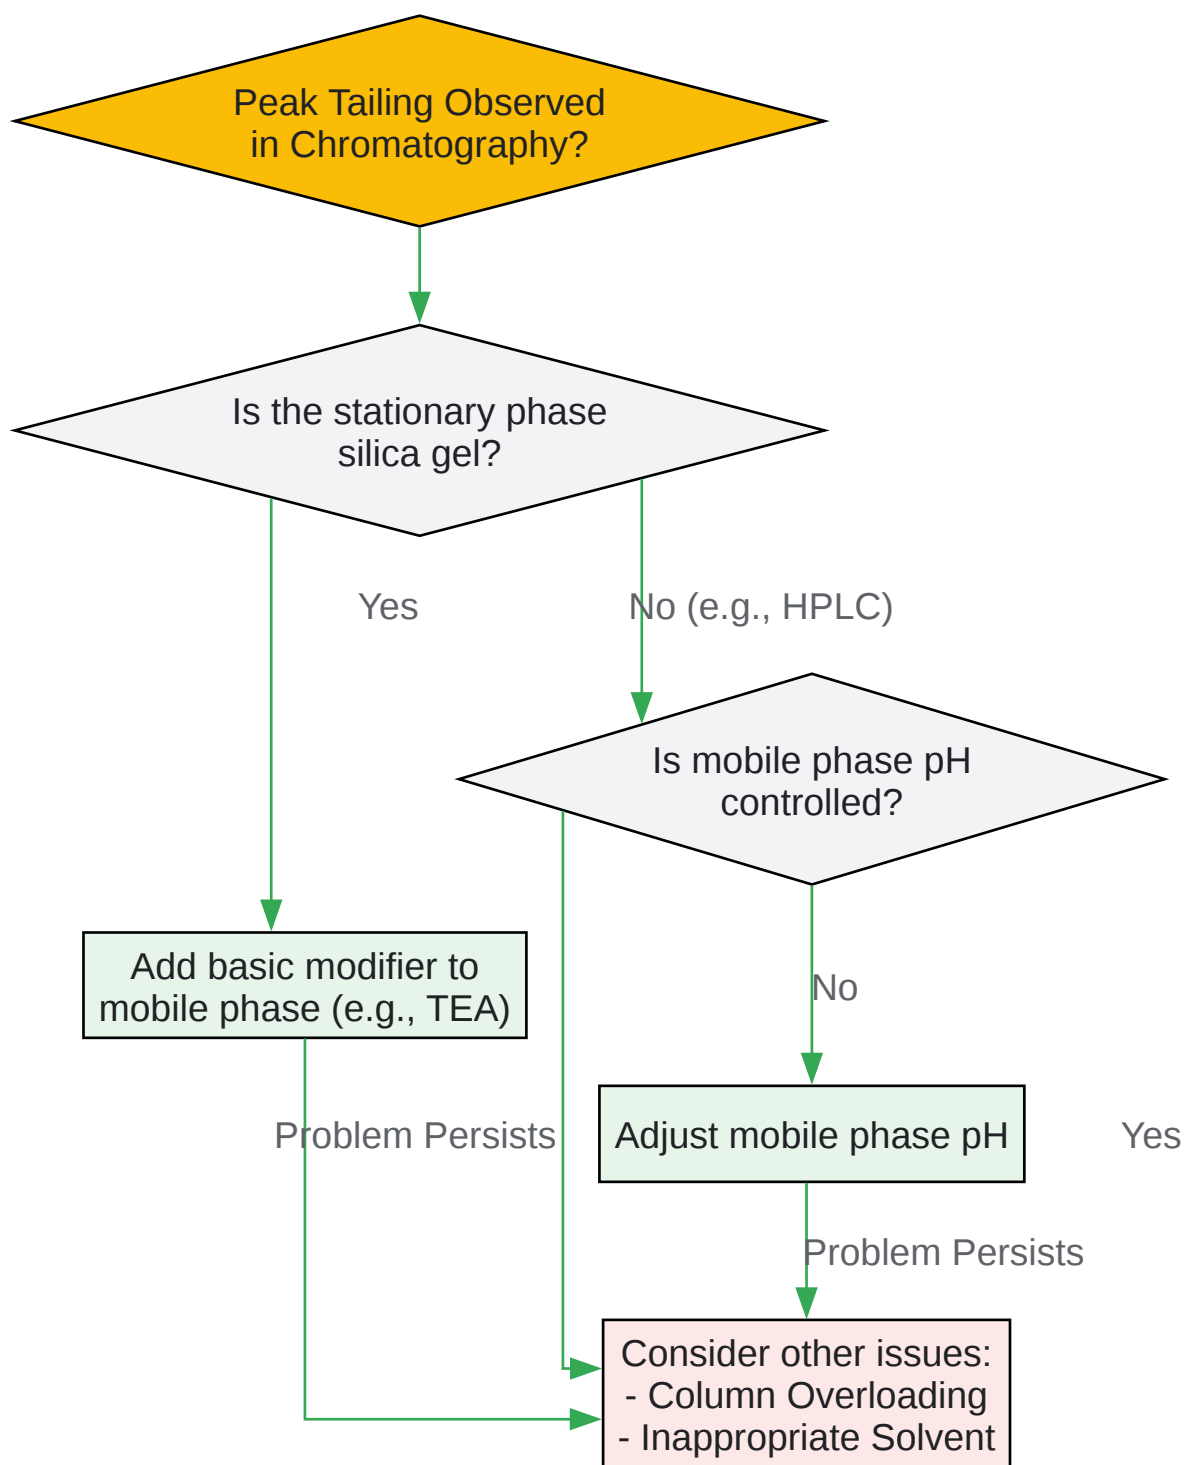 Peak Tailing Observed
in Chromatography?
Is the stationary phase
silica gel?
Yes
No (e.g., HPLC)
Is mobile phase pH
controlled?
Add basic modifier to
mobile phase (e.g., TEA)
No
Problem Persists
Adjust mobile phase pH
Yes
Problem Persists
Consider other issues:
- Column Overloading
- Inappropriate Solvent